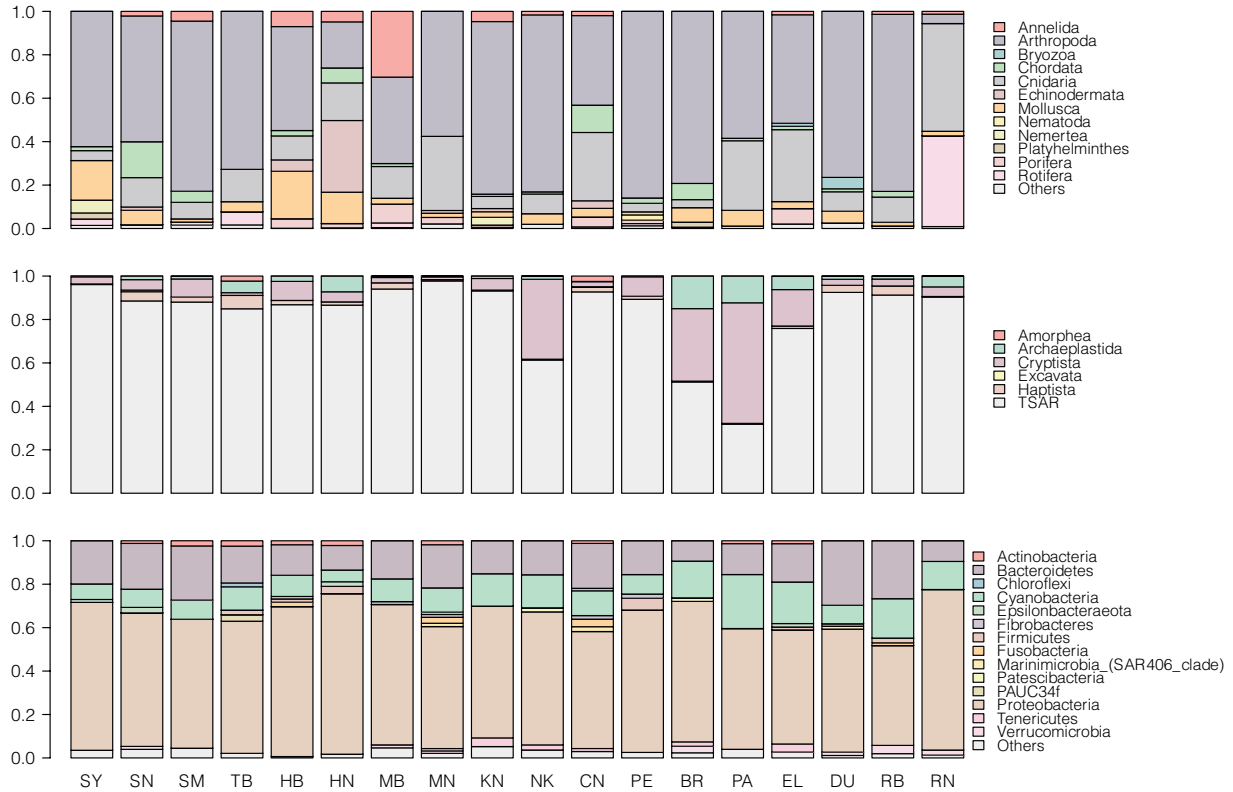 1.0
0.8
0.6
0.4
0.2
0.0
Annelida
Arthropoda
Bryozoa
Chordata
Cnidaria
Echinodermata
Mollusca
Nematoda
Nemertea
Platyhelminthes
Porifera
Rotifera
Others
1.0
0.8
0.6
0.4
0.2
0.0
Amorphea
Archaeplastida
Cryptista
Excavata
Haptista
TSAR
1.0
0.8
0.6
0.4
0.2
0.0
Actinobacteria
Bacteroidetes
Chloroflexi
Cyanobacteria
Epsilonbacteraeota
Fibrobacteres
Firmicutes
Fusobacteria
Marinimicrobia_(SAR406_clade)
Patescibacteria
PAUC34f
Proteobacteria
Tenericutes
Verrucomicrobia
Others
SY SN SM TB HB HN MB MN KN NK CN PE BR PA EL DU RB RN